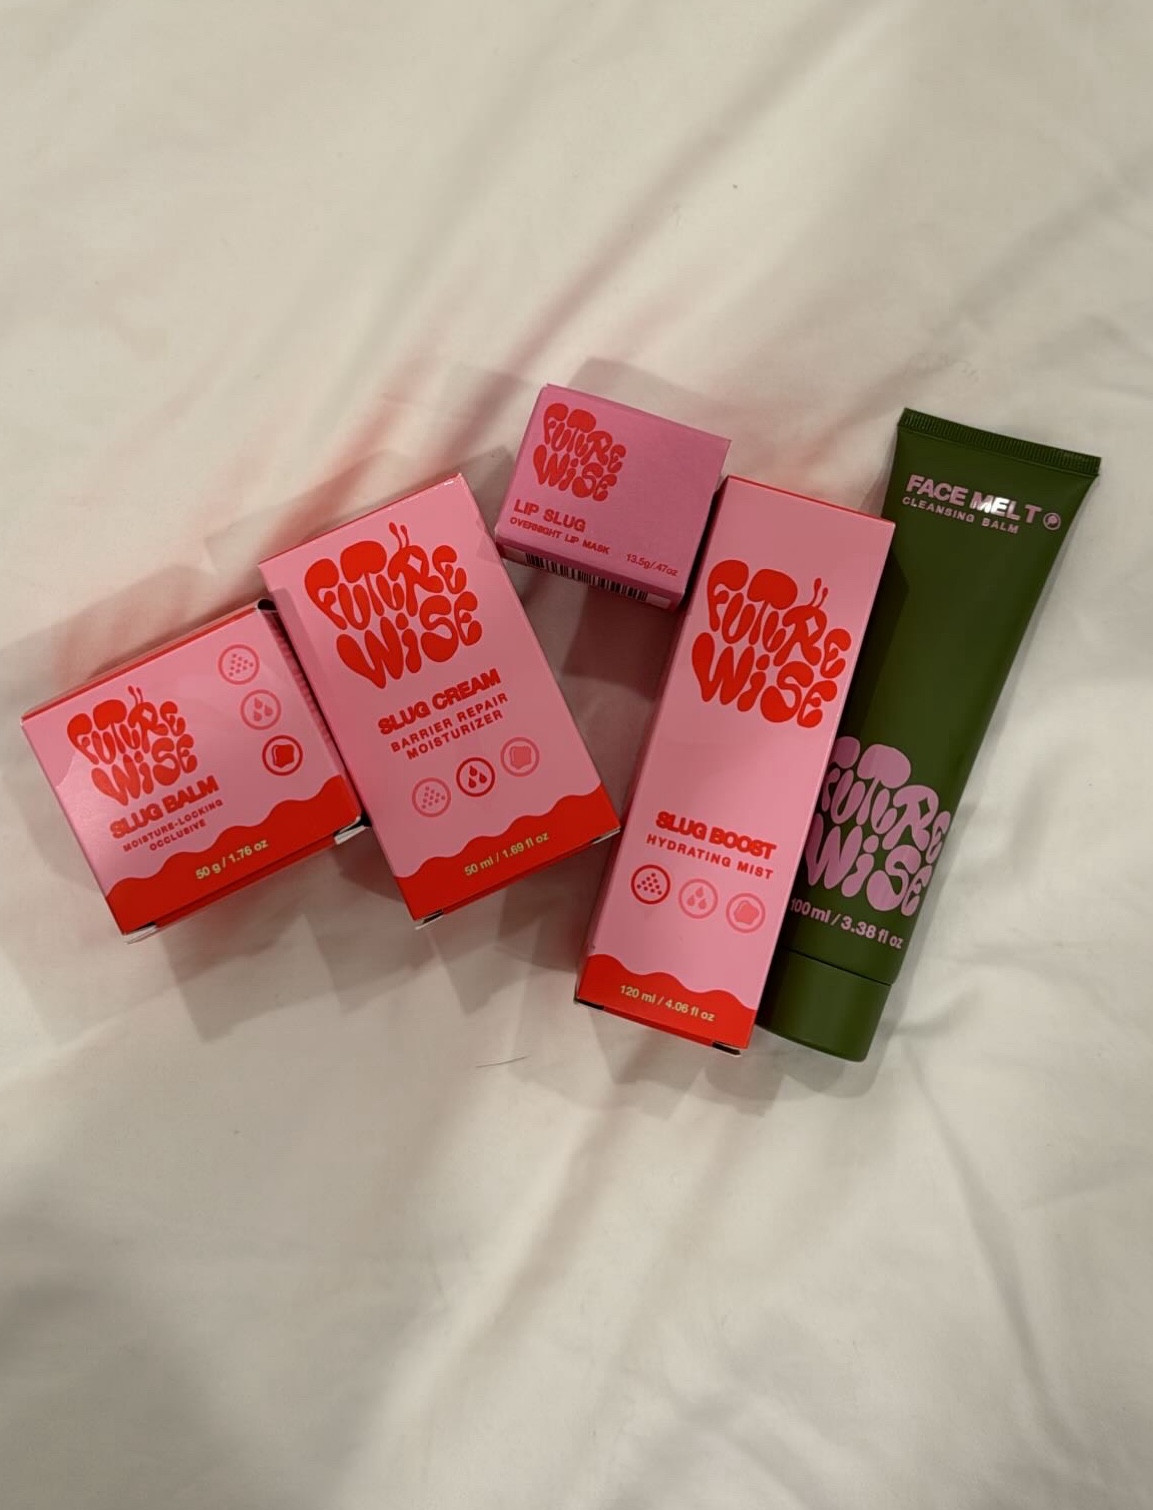 FUTURE
WiSE
SLUG BALM
MOISTURE-LOCKING
OCCLUSIVE
50 g / 1.76 oz
FUTURE
WiSE
SLUG CREAM
BARRIER REPAIR
MOISTURIZER
50 ml / 1.69 fl oz
FUTURE
WiSE
LIP SLUG
OVERNIGHT LIP MASK
13.5g/.47oz
FUTURE
WiSE
SLUG BOOST
HYDRATING MIST
120 ml / 4.06 fl oz
FACE MELT
CLEANSING BALM
FUTURE
WiSE
100 ml / 3.38 fl oz